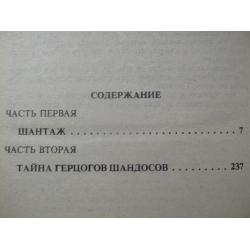 СОДЕРЖАНИЕ
ЧАСТЬ ПЕРВАЯ
ШАНТАЖ . . . . . . . . . . . . . . . . . . . . . . . . . 7
ЧАСТЬ ВТОРАЯ
ТАЙНА ГЕРЦОГОВ ШАНДОСОВ . . . . . . . . . 237